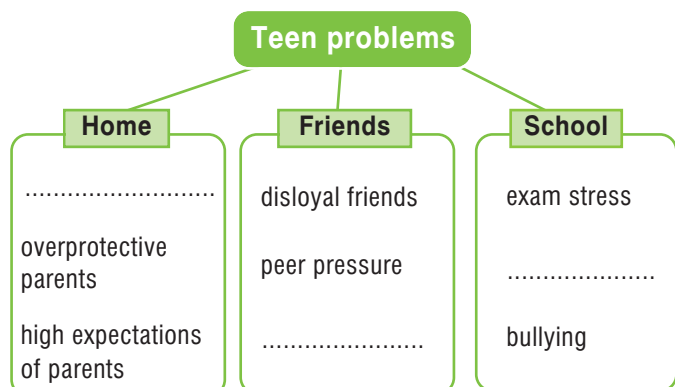 Teen problems
Home
...........................
overprotective
parents
high expectations
of parents
Friends
disloyal friends
peer pressure
.......................
School
exam stress
.....................
bullying